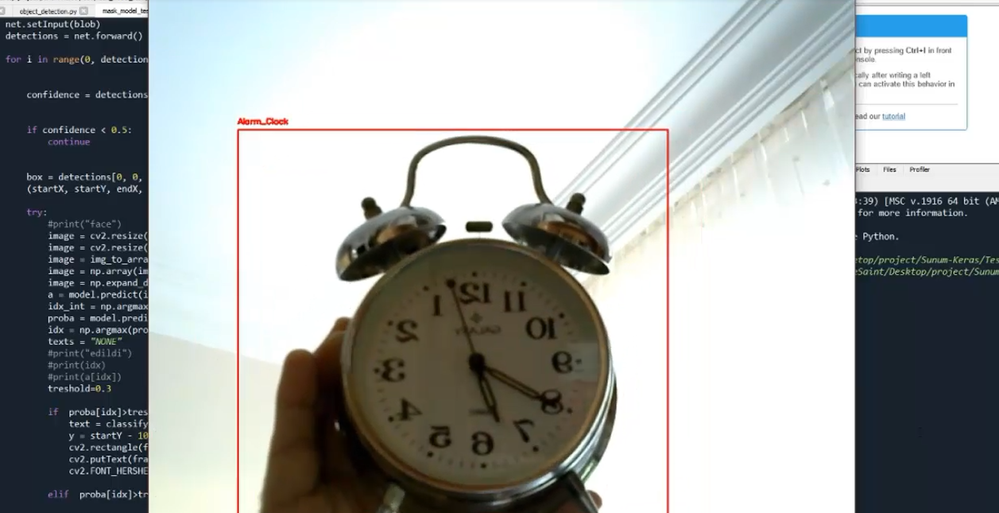 object_detection.py
mask_model_tes
net.setInput(blob)
detections = net.forward()
for i in range(0, detection
confidence = detections
if confidence < 0.5:
continue
box = detections[0, 0,
(startX, startY, endX,
try:
#print("face")
image = cv2.resize(
image = cv2.resize(
image = img_to_arra
image = np.array(im
image = np.expand_d
a = model.predict(i
idx_int = np.argmax
proba = model.predi
idx = np.argmax(pro
texts = "NONE"
#print("edildi")
#print(idx)
#print(a[idx])
treshold=0.3
if proba[idx]>tres
text = classify
y = startY - 10
cv2.rectangle(f
cv2.putText(fra
cv2.FONT_HERSHE
elif proba[idx]>tr
Alarm_Clock
12
11
10
9
8
7
6
5
4
3
2
1
GALAXY
ct by pressing Ctrl+I in front
nsole.
cally after writing a left
can activate this behavior in
ead our tutorial
Plots Files Profiler
:39) [MSC v.1916 64 bit (AM
for more information.
Python.
top/project/Sunum-Keras/Tes
eSaint/Desktop/project/Sunum